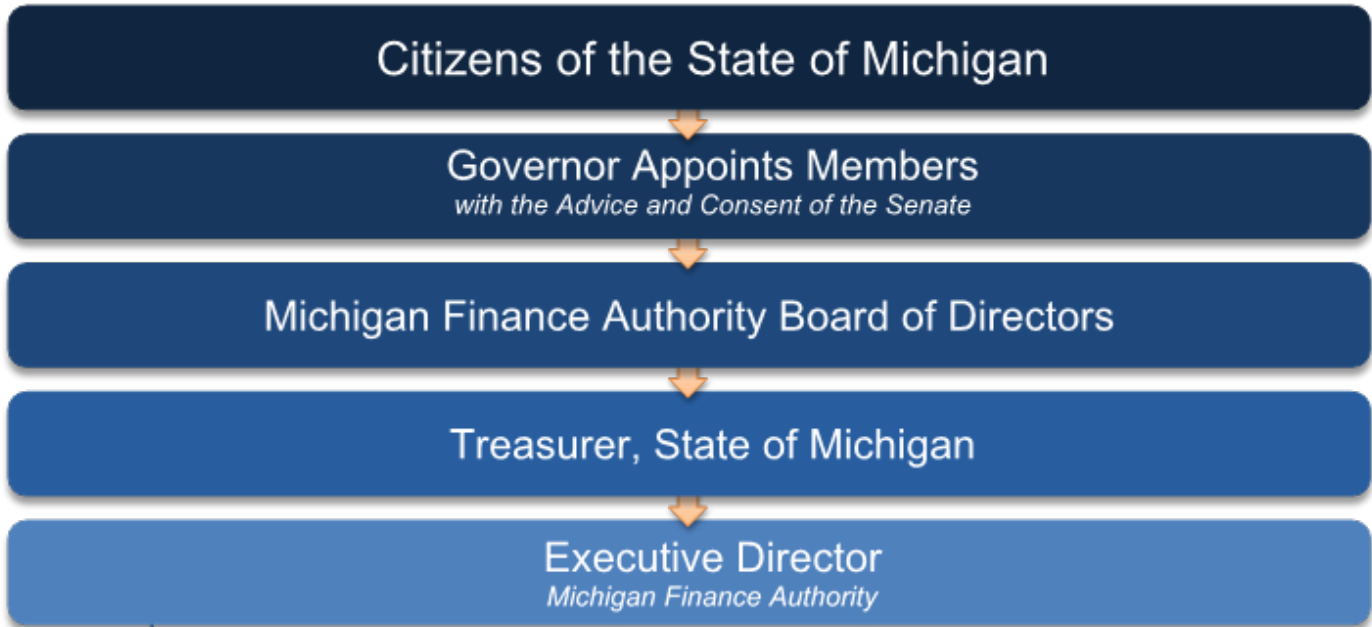 Citizens of the State of Michigan
Governor Appoints Members
with the Advice and Consent of the Senate
Michigan Finance Authority Board of Directors
Treasurer, State of Michigan
Executive Director
Michigan Finance Authority